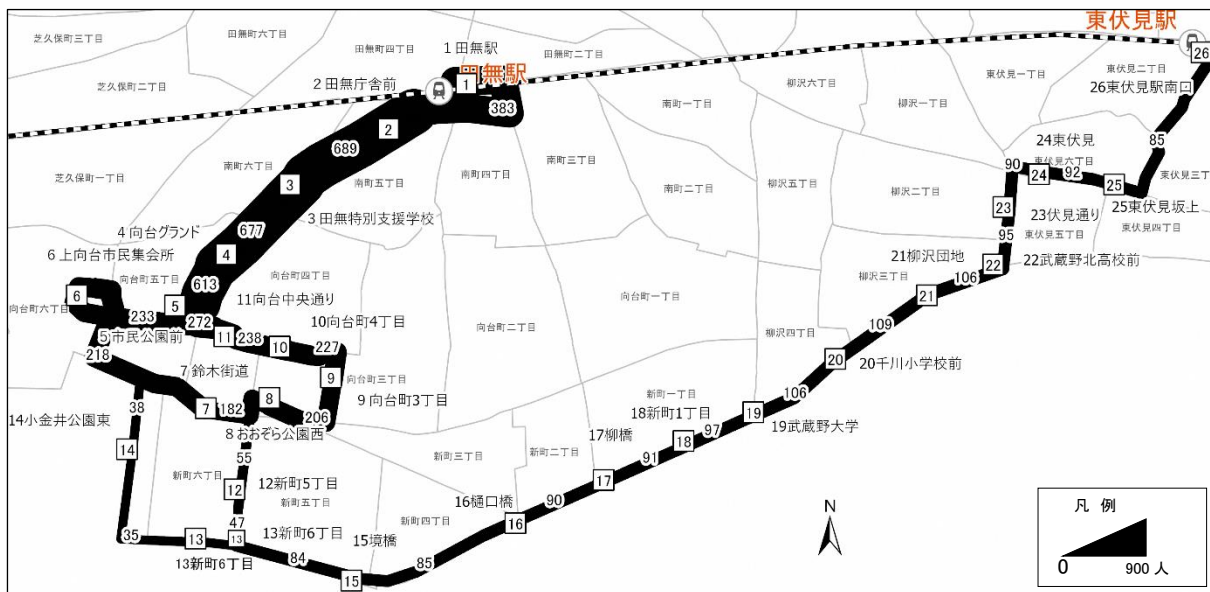 東伏見駅
芝久保町三丁目
田無町六丁目
田無町四丁目
1 田無駅
田無町二丁目
田無駅
2 田無庁舎前
芝久保町二丁目
柳沢六丁目
東伏見一丁目
東伏見二丁目
26
26東伏見駅南口
1
383
南町一丁目
柳沢一丁目
2
689
24東伏見
85
南町六丁目
南町三丁目
90
東伏見六丁目
芝久保町一丁目
南町五丁目
南町四丁目
24
92
25
東伏見三丁目
3
南町二丁目
柳沢五丁目
柳沢二丁目
25東伏見坂上
3 田無特別支援学校
23
23伏見通り
東伏見四丁目
4 向台グランド
677
95
東伏見五丁目
6 上向台市民集会所
4
21柳沢団地
22
22武蔵野北高校前
向台町五丁目
613
向台町四丁目
柳沢三丁目
106
11向台中央通り
6
向台町六丁目
5
向台町一丁目
21
233
272
10向台町4丁目
109
5 市民公園前
11
238
10
227
向台町二丁目
柳沢四丁目
218
20
20千川小学校前
7 鈴木街道
9
向台町三丁目
新町一丁目
106
38
7
182
8
206
9 向台町3丁目
18新町1丁目
19
14小金井公園東
8おおぞら公園西
17柳橋
18
97
19武蔵野大学
14
55
新町三丁目
新町二丁目
91
新町六丁目
12
12新町5丁目
17
新町五丁目
16樋口橋
90
47
新町四丁目
16
35
13
13
13新町6丁目
15境橋
13新町6丁目
84
85
15
N
凡 例
0
900 人